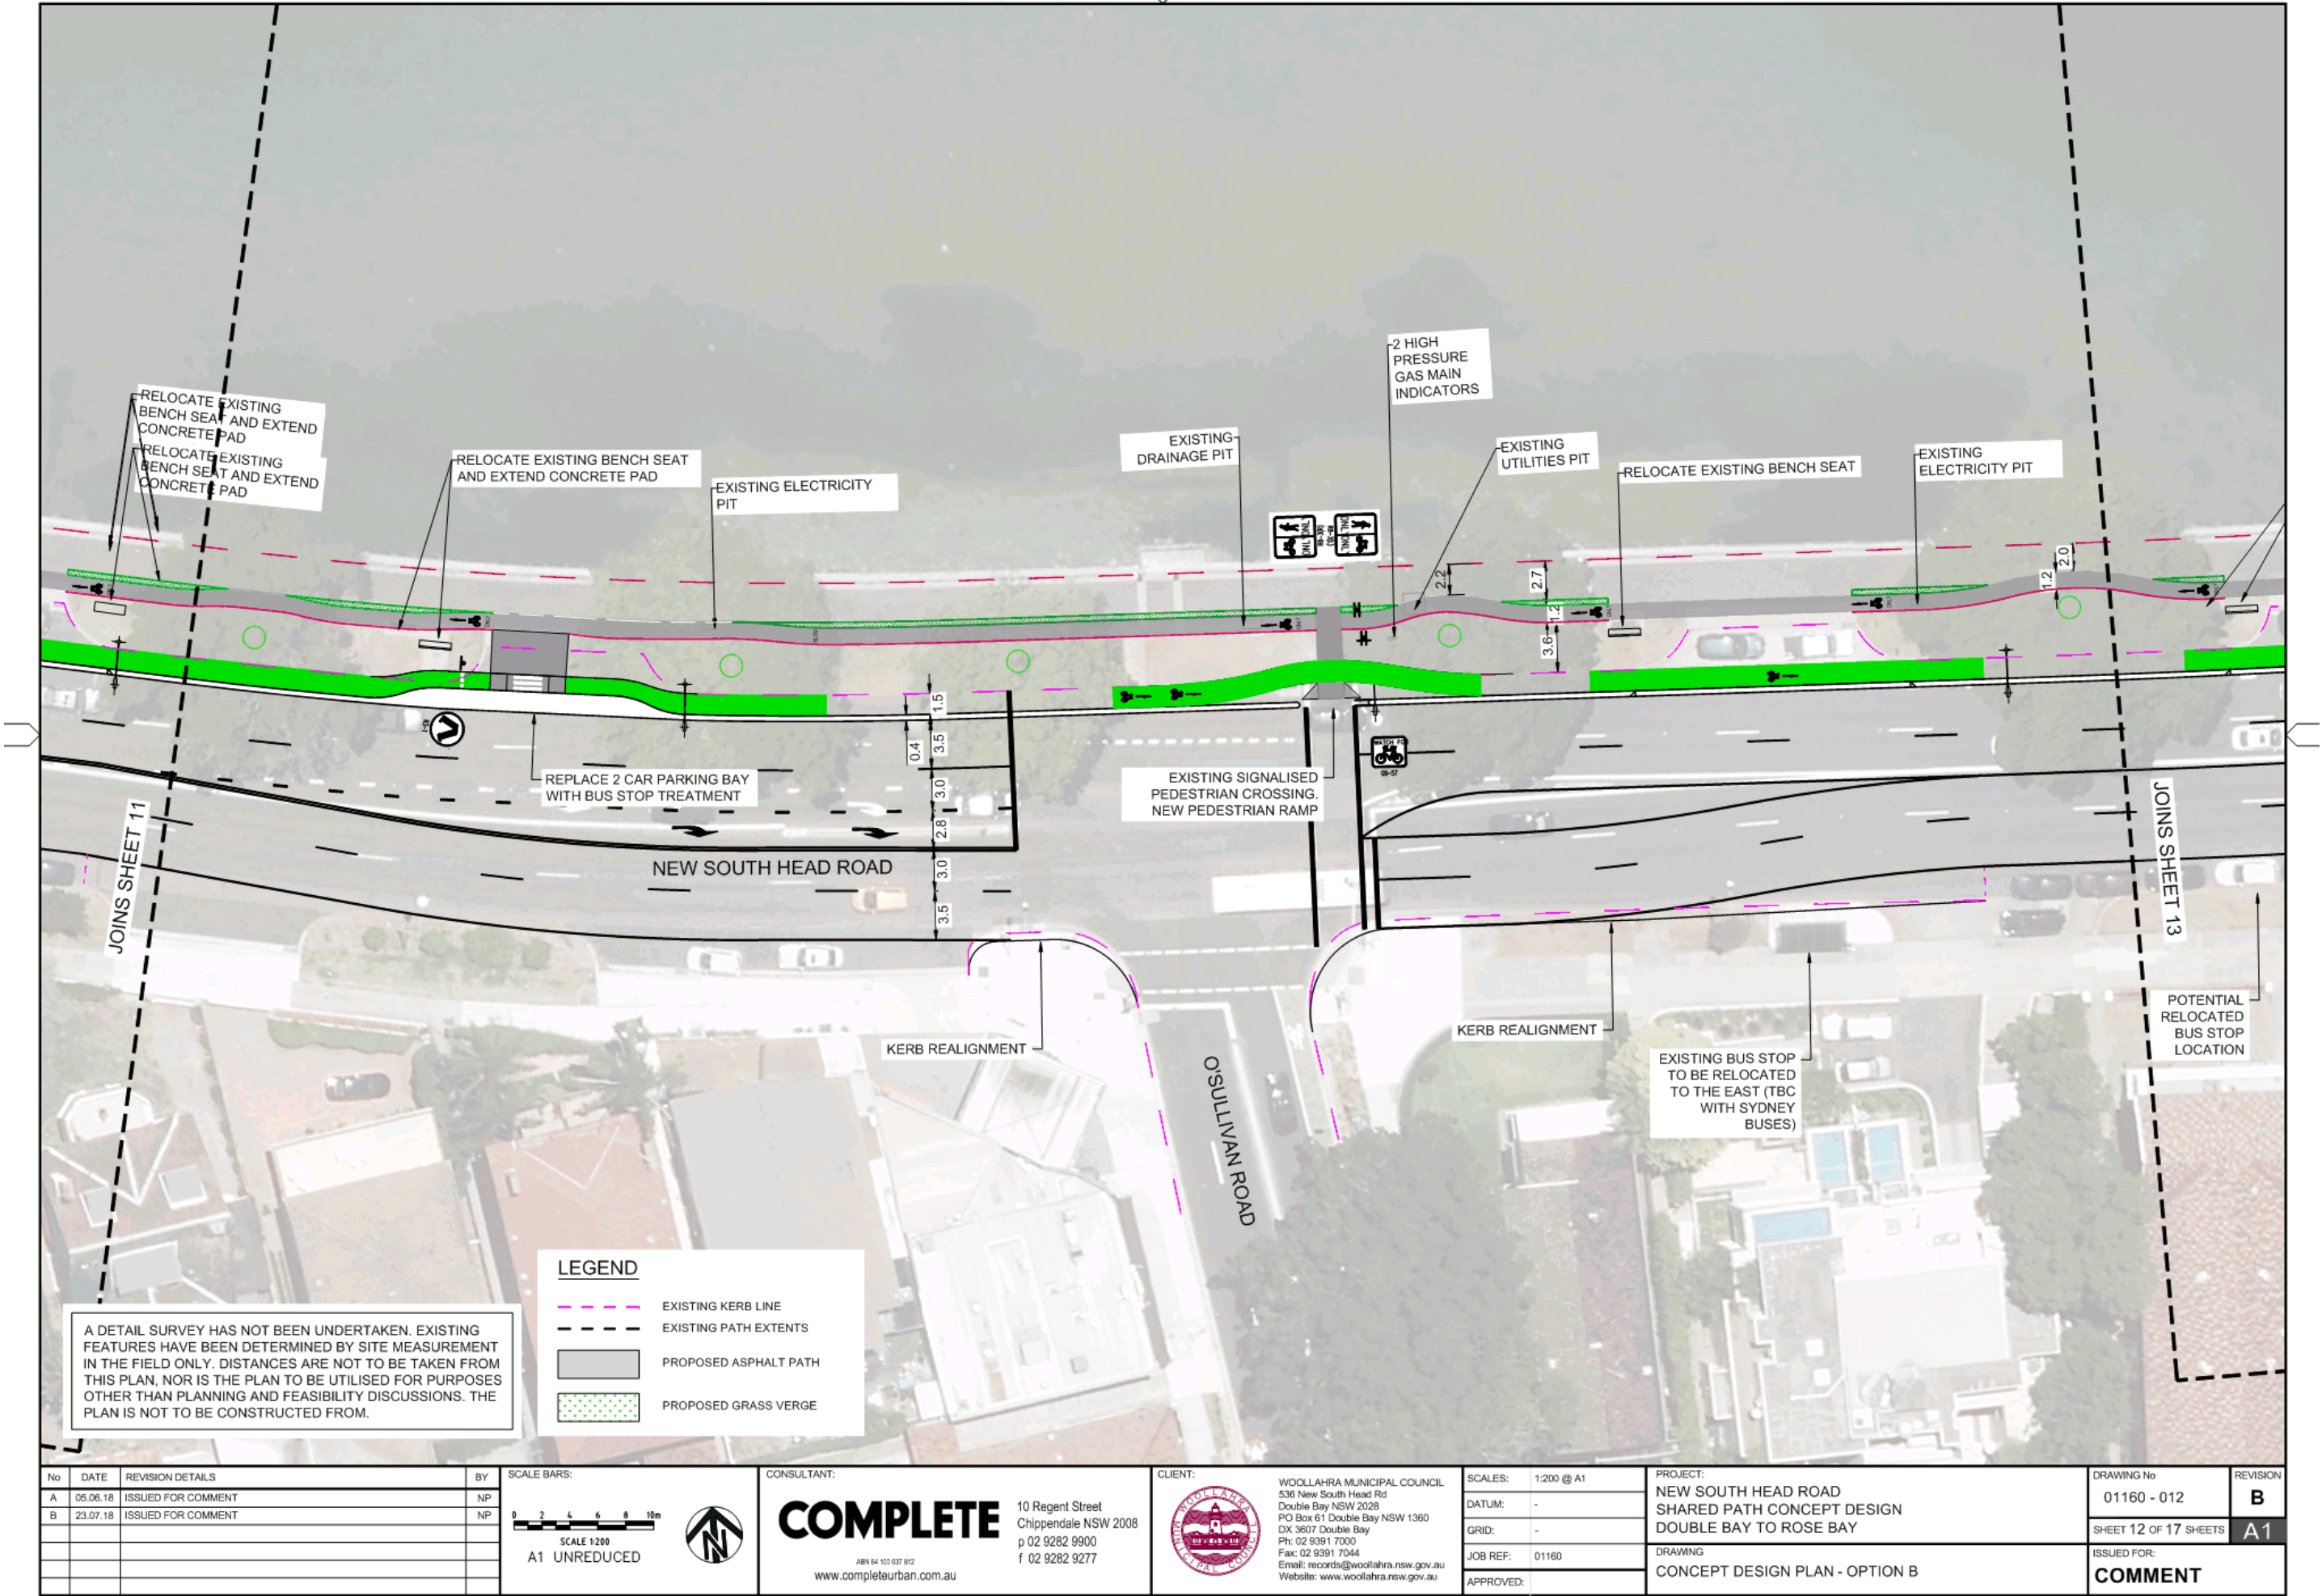 RELOCATE EXISTING
BENCH SEAT AND EXTEND
CONCRETE PAD
RELOCATE EXISTING
BENCH SEAT AND EXTEND
CONCRETE PAD
RELOCATE EXISTING BENCH SEAT
AND EXTEND CONCRETE PAD
EXISTING ELECTRICITY
PIT
EXISTING
DRAINAGE PIT
2 HIGH
PRESSURE
GAS MAIN
INDICATORS
EXISTING
UTILITIES PIT
RELOCATE EXISTING BENCH SEAT
EXISTING
ELECTRICITY PIT
2.2
2.7
1.2
3.6
1.2
2.0
1.5
0.4
3.5
3.0
2.8
3.0
3.5
REPLACE 2 CAR PARKING BAY
WITH BUS STOP TREATMENT
EXISTING SIGNALISED
PEDESTRIAN CROSSING.
NEW PEDESTRIAN RAMP
G9-57
JOINS SHEET 11
NEW SOUTH HEAD ROAD
JOINS SHEET 13
KERB REALIGNMENT
KERB REALIGNMENT
O'SULLIVAN ROAD
EXISTING BUS STOP
TO BE RELOCATED
TO THE EAST (TBC
WITH SYDNEY
BUSES)
POTENTIAL
RELOCATED
BUS STOP
LOCATION
LEGEND
EXISTING KERB LINE
EXISTING PATH EXTENTS
PROPOSED ASPHALT PATH
PROPOSED GRASS VERGE
A DETAIL SURVEY HAS NOT BEEN UNDERTAKEN. EXISTING
FEATURES HAVE BEEN DETERMINED BY SITE MEASUREMENT
IN THE FIELD ONLY. DISTANCES ARE NOT TO BE TAKEN FROM
THIS PLAN, NOR IS THE PLAN TO BE UTILISED FOR PURPOSES
OTHER THAN PLANNING AND FEASIBILITY DISCUSSIONS. THE
PLAN IS NOT TO BE CONSTRUCTED FROM.
No DATE REVISION DETAILS BY
A 05.06.18 ISSUED FOR COMMENT NP
B 23.07.18 ISSUED FOR COMMENT NP
SCALE BARS:
0 2 4 6 8 10m
SCALE 1:200
A1 UNREDUCED
N
CONSULTANT:
COMPLETE
ABN 64 100 037 812
www.completeurban.com.au
10 Regent Street
Chippendale NSW 2008
p 02 9282 9900
f 02 9282 9277
CLIENT:
WOOLLAHRA
MUNICIPAL COUNCIL
WOOLLAHRA MUNICIPAL COUNCIL
536 New South Head Rd
Double Bay NSW 2028
PO Box 61 Double Bay NSW 1360
DX 3607 Double Bay
Ph: 02 9391 7000
Fax: 02 9391 7044
Email: records@woollahra.nsw.gov.au
Website: www.woollahra.nsw.gov.au
SCALES: 1:200 @ A1
DATUM: -
GRID: -
JOB REF: 01160
APPROVED:
PROJECT:
NEW SOUTH HEAD ROAD
SHARED PATH CONCEPT DESIGN
DOUBLE BAY TO ROSE BAY
DRAWING
CONCEPT DESIGN PLAN - OPTION B
DRAWING No
01160 - 012
REVISION
B
SHEET 12 OF 17 SHEETS
A1
ISSUED FOR:
COMMENT